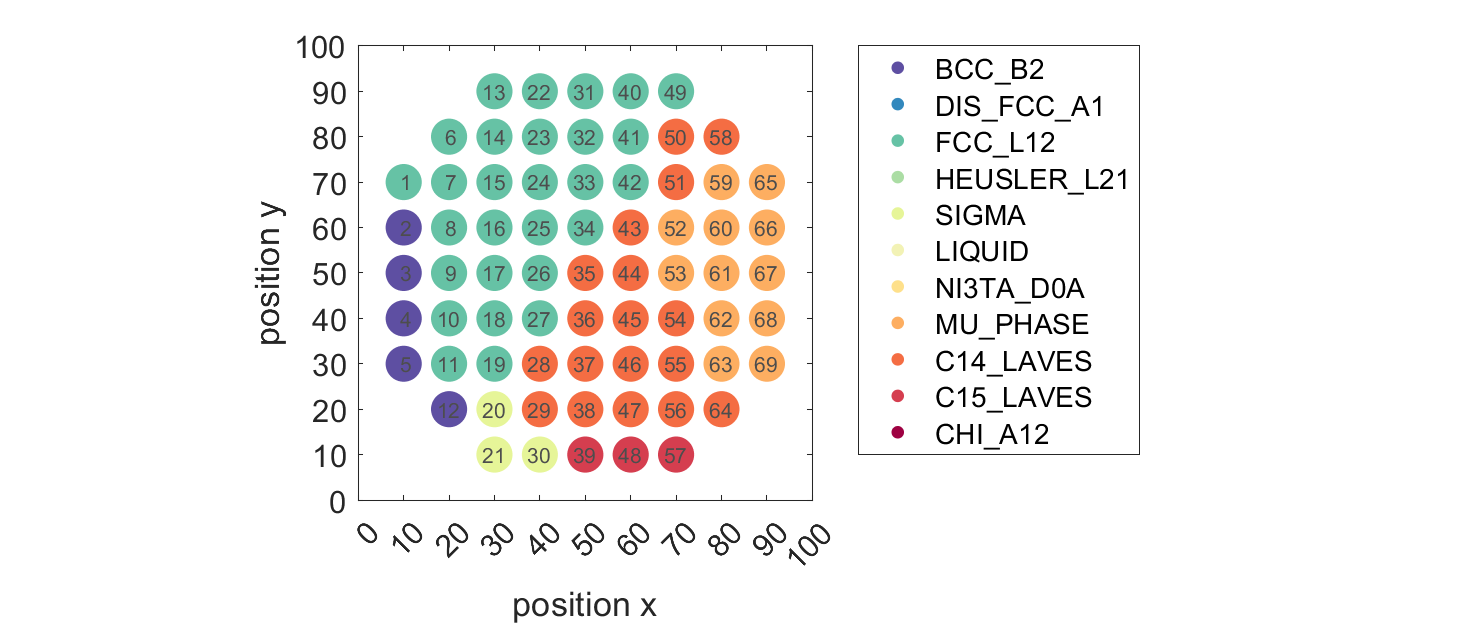 100
90
80
70
60
50
40
30
20
10
0
position y
13 22 31 40 49
6 14 23 32 41 50 58
1 7 15 24 33 42 51 59 65
2 8 16 25 34 43 52 60 66
3 9 17 26 35 44 53 61 67
4 10 18 27 36 45 54 62 68
5 11 19 28 37 46 55 63 69
12 20 29 38 47 56 64
21 30 39 48 57
0 10 20 30 40 50 60 70 80 90 100
position x
BCC_B2
DIS_FCC_A1
FCC_L12
HEUSLER_L21
SIGMA
LIQUID
NI3TA_D0A
MU_PHASE
C14_LAVES
C15_LAVES
CHI_A12